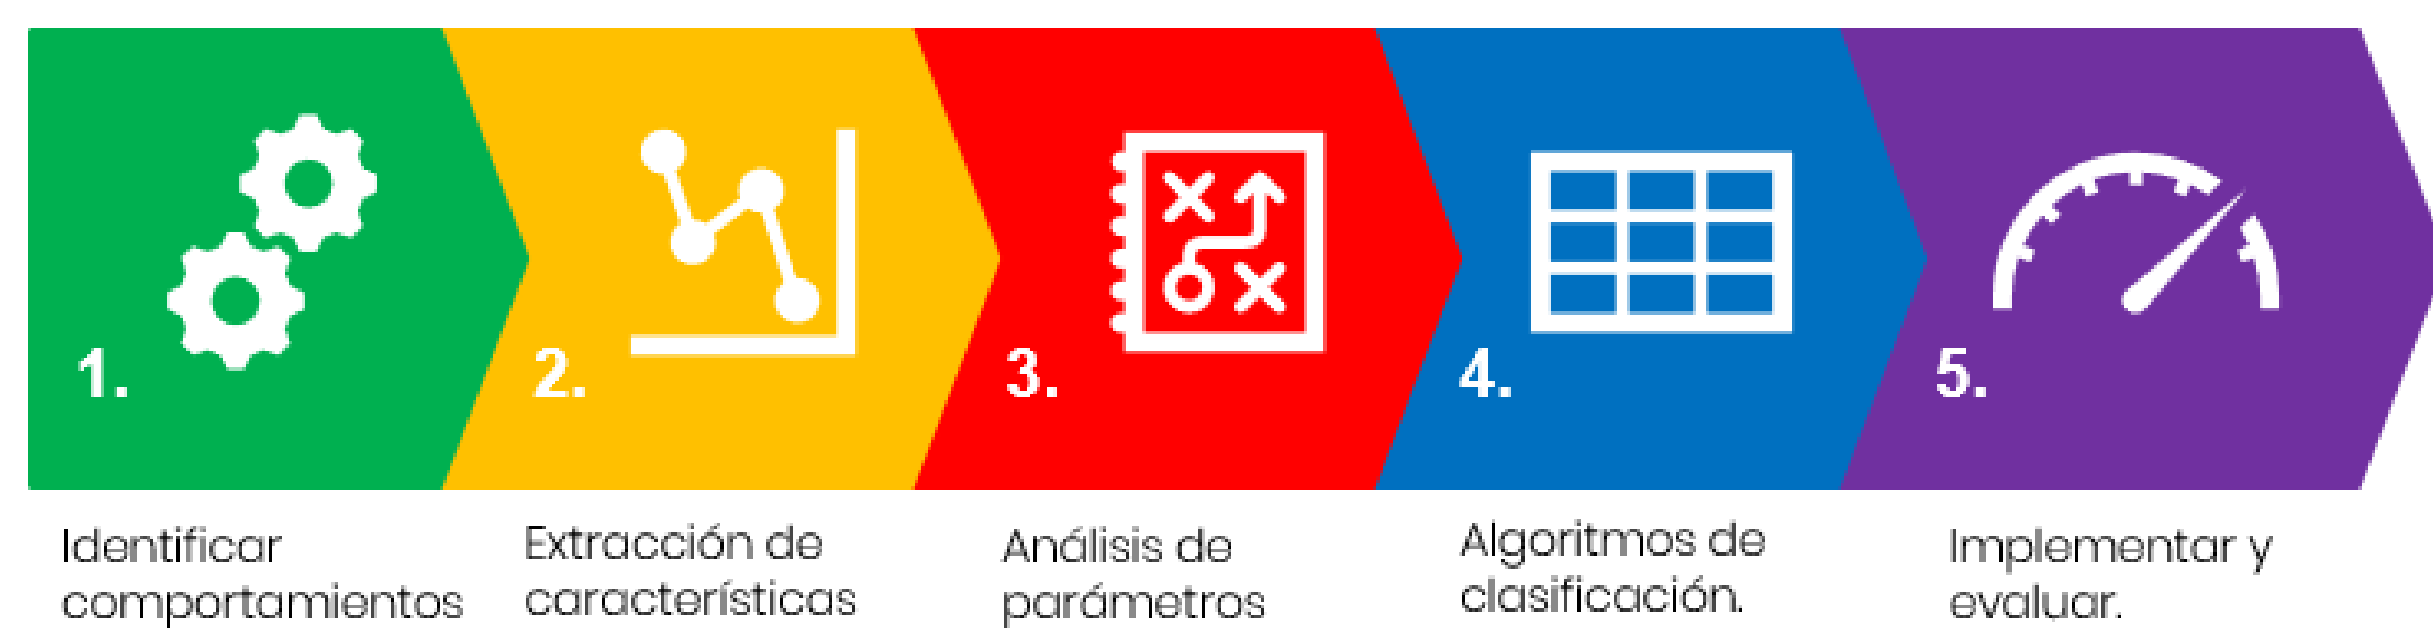 1.
2.
3.
4.
5.
Identificar
comportamientos
Extracción de
características
Análisis de
parámetros
Algoritmos de
clasificación.
Implementar y
evaluar.